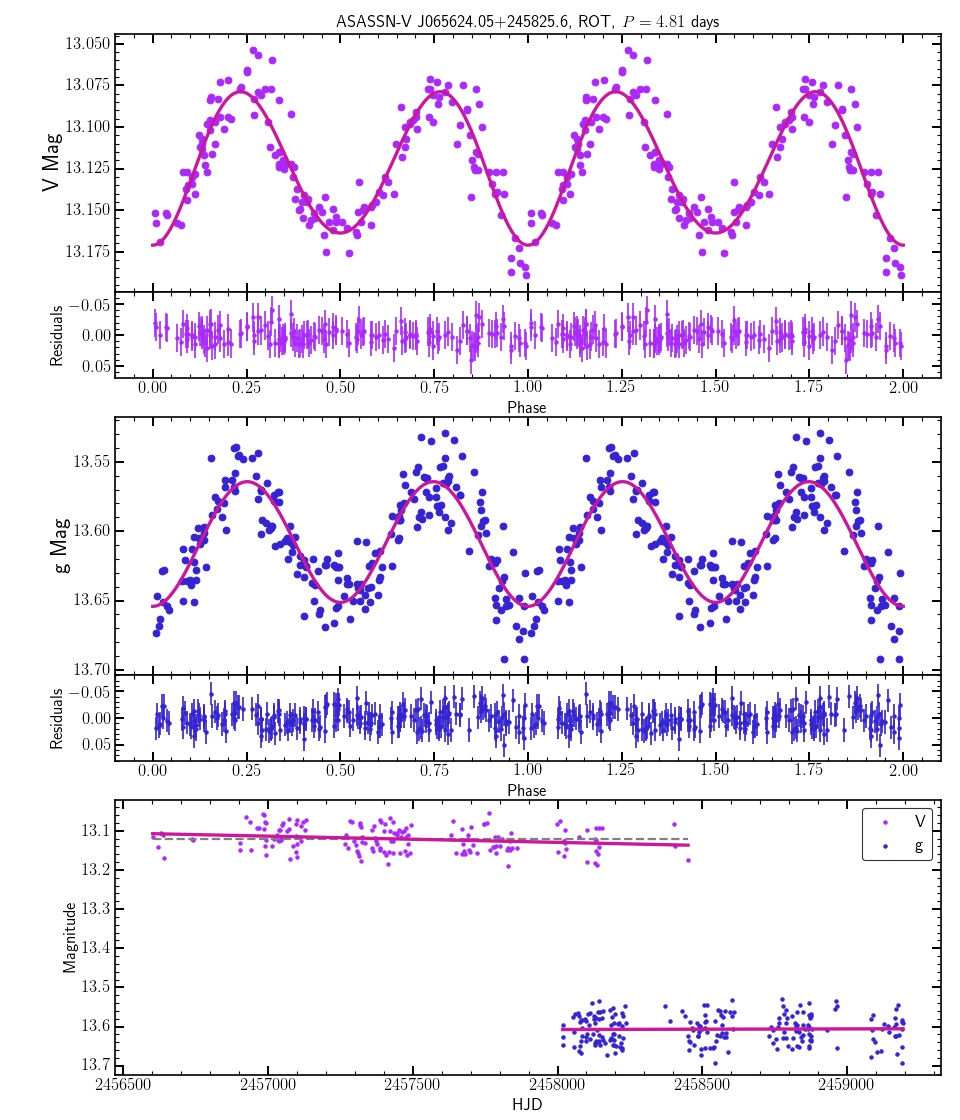 ASASSN-V J065624.05+245825.6, ROT, P = 4.81 days
13.050
13.075
13.100
13.125
13.150
13.175
V Mag
−0.05
0.00
0.05
Residuals
0.00 0.25 0.50 0.75 1.00 1.25 1.50 1.75 2.00
Phase
13.55
13.60
13.65
13.70
g Mag
−0.05
0.00
0.05
Residuals
0.00 0.25 0.50 0.75 1.00 1.25 1.50 1.75 2.00
Phase
V
g
13.1
13.2
13.3
13.4
13.5
13.6
13.7
Magnitude
2456500 2457000 2457500 2458000 2458500 2459000
HJD